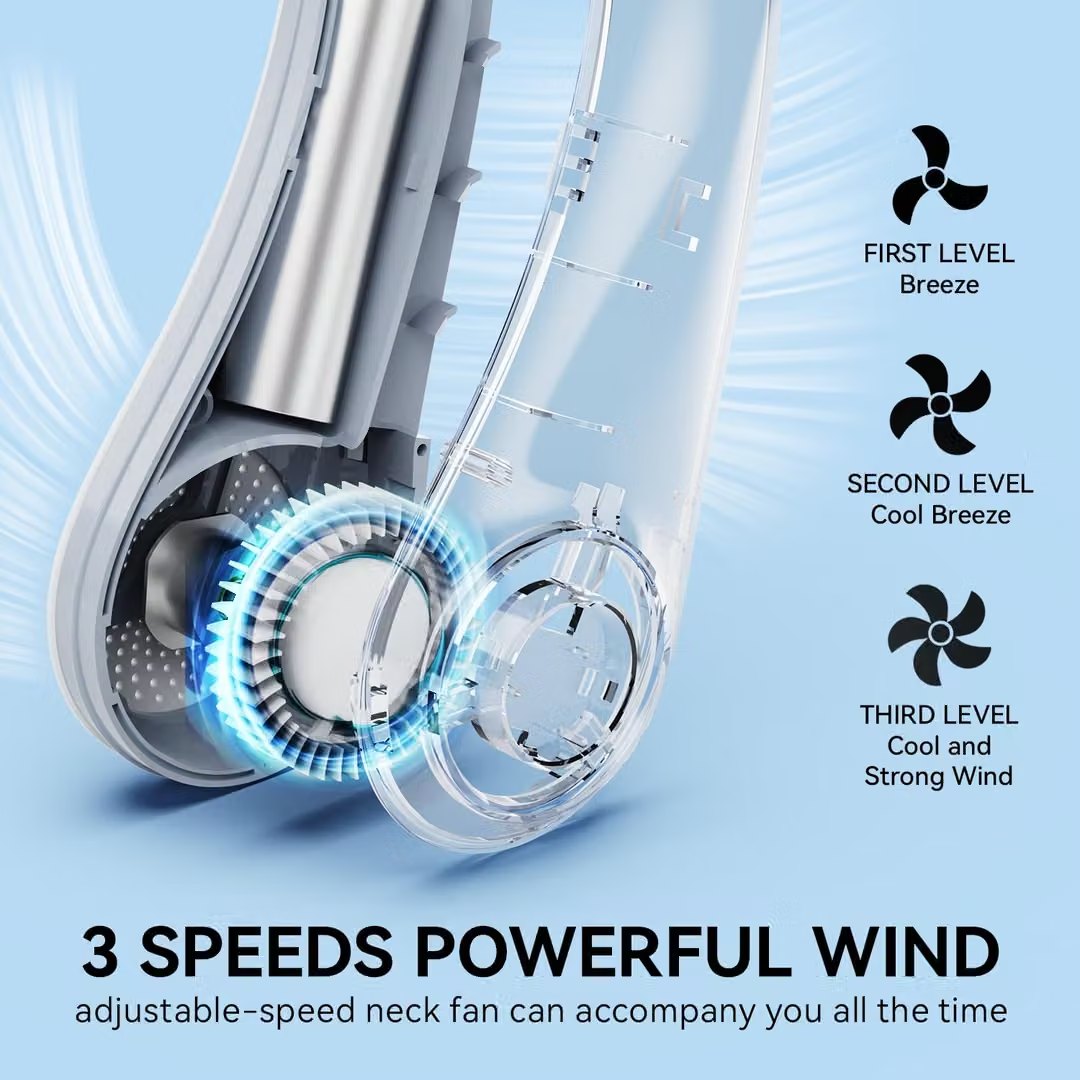 FIRST LEVEL
Breeze
SECOND LEVEL
Cool Breeze
THIRD LEVEL
Cool and
Strong Wind
3 SPEEDS POWERFUL WIND
adjustable-speed neck fan can accompany you all the time